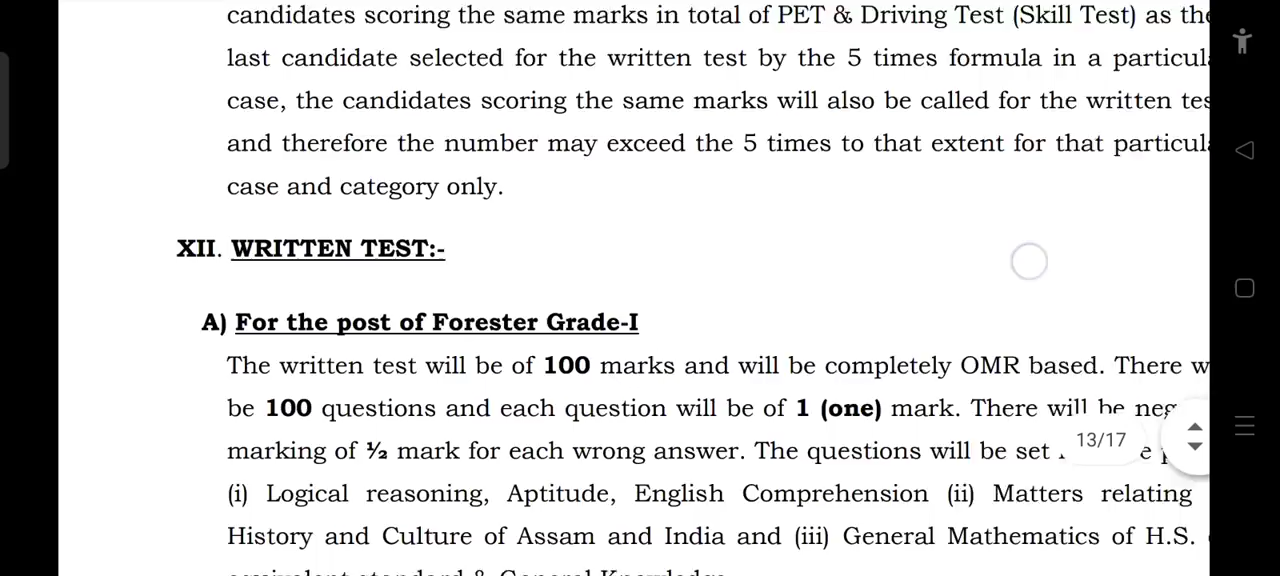 candidates scoring the same marks in total of PET & Driving Test (Skill Test) as the
last candidate selected for the written test by the 5 times formula in a
case, the candidates scoring the same marks will also be called for the written
and therefore the number may exceed the 5 times to that extent for that
case and category only.
XII. WRITTEN TEST:-
A) For the post of Forester Grade-I
The written test will be of 100 marks and will be completely OMR based. There
be 100 questions and each question will be of 1 (one) mark. There will be
marking of ½ mark for each wrong answer. The questions will be set
13/17
(i) Logical reasoning, Aptitude, English Comprehension (ii) Matters relating
History and Culture of Assam and India and (iii) General Mathematics of H.S.